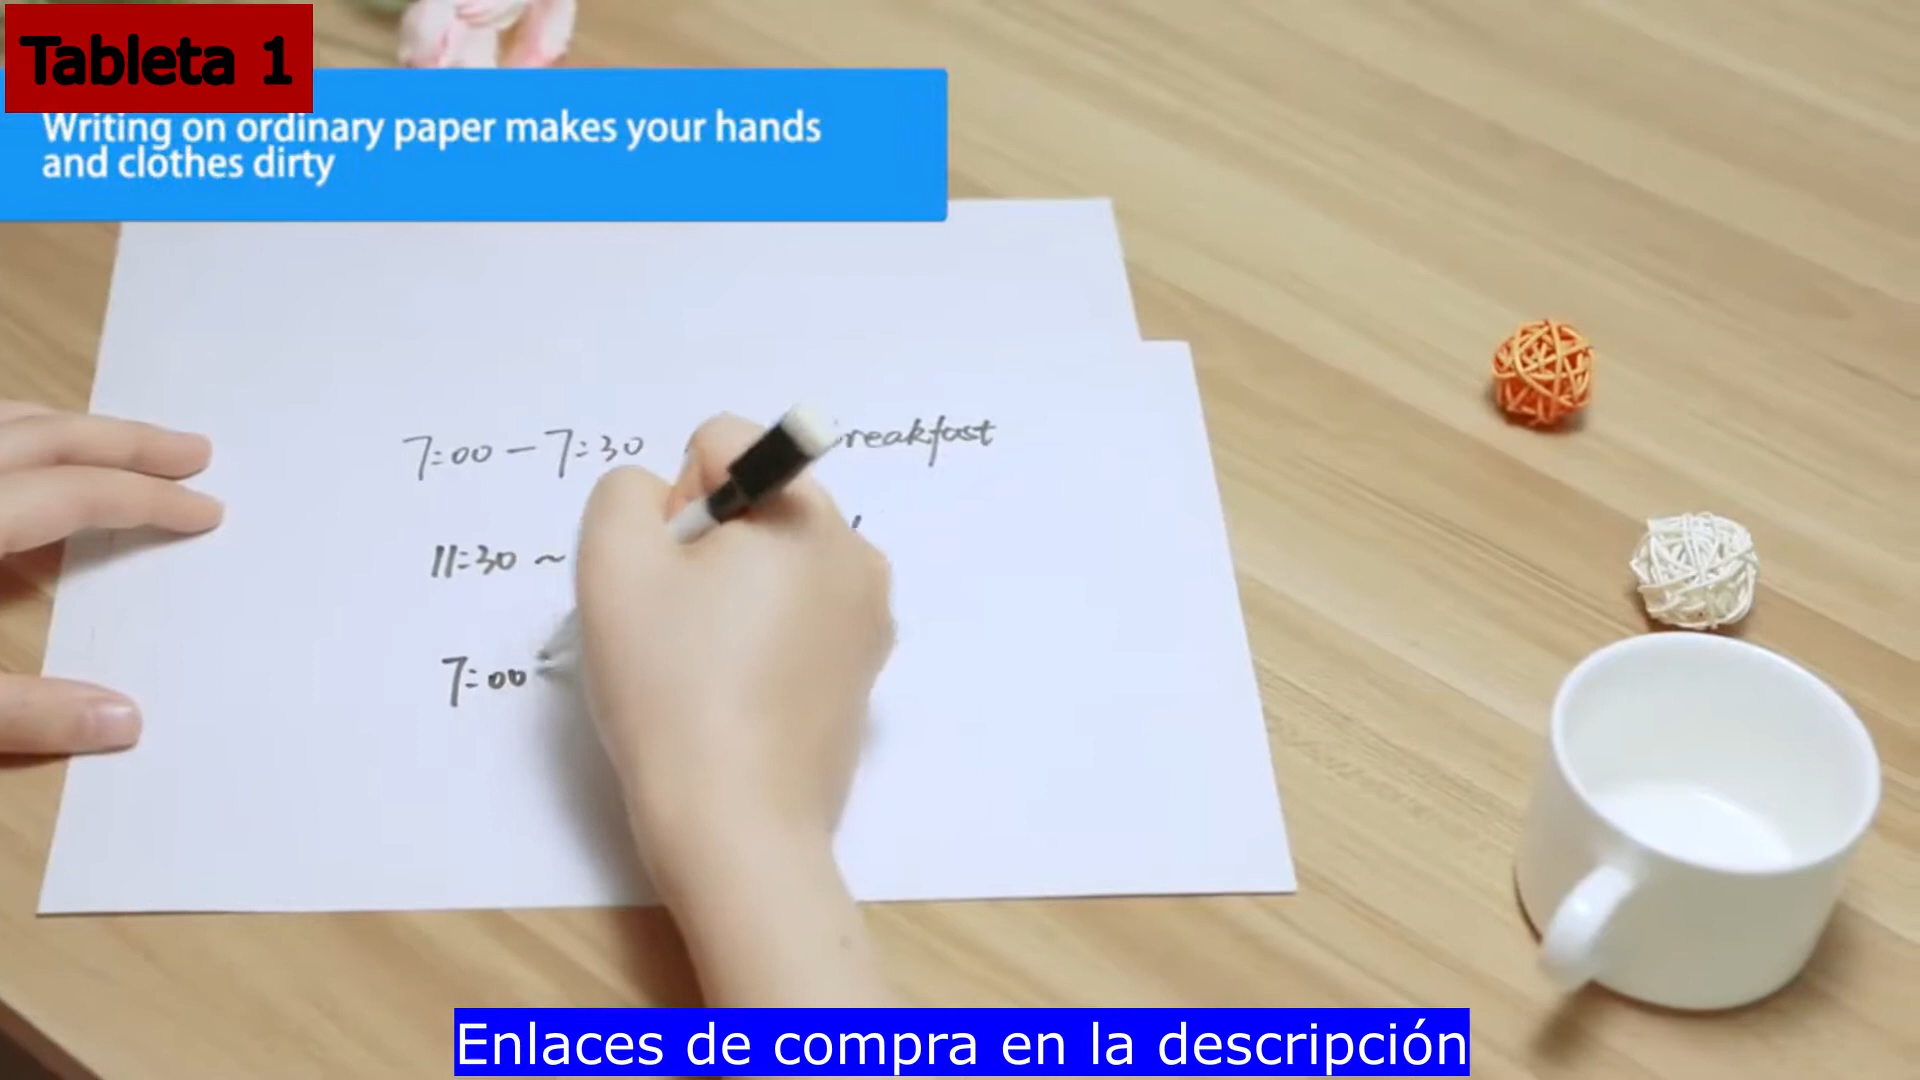 Tableta 1
Writing on ordinary paper makes your hands
and clothes dirty
7:00 - 7:30 breakfast
11:30 ~
7:00 -
Enlaces de compra en la descripción